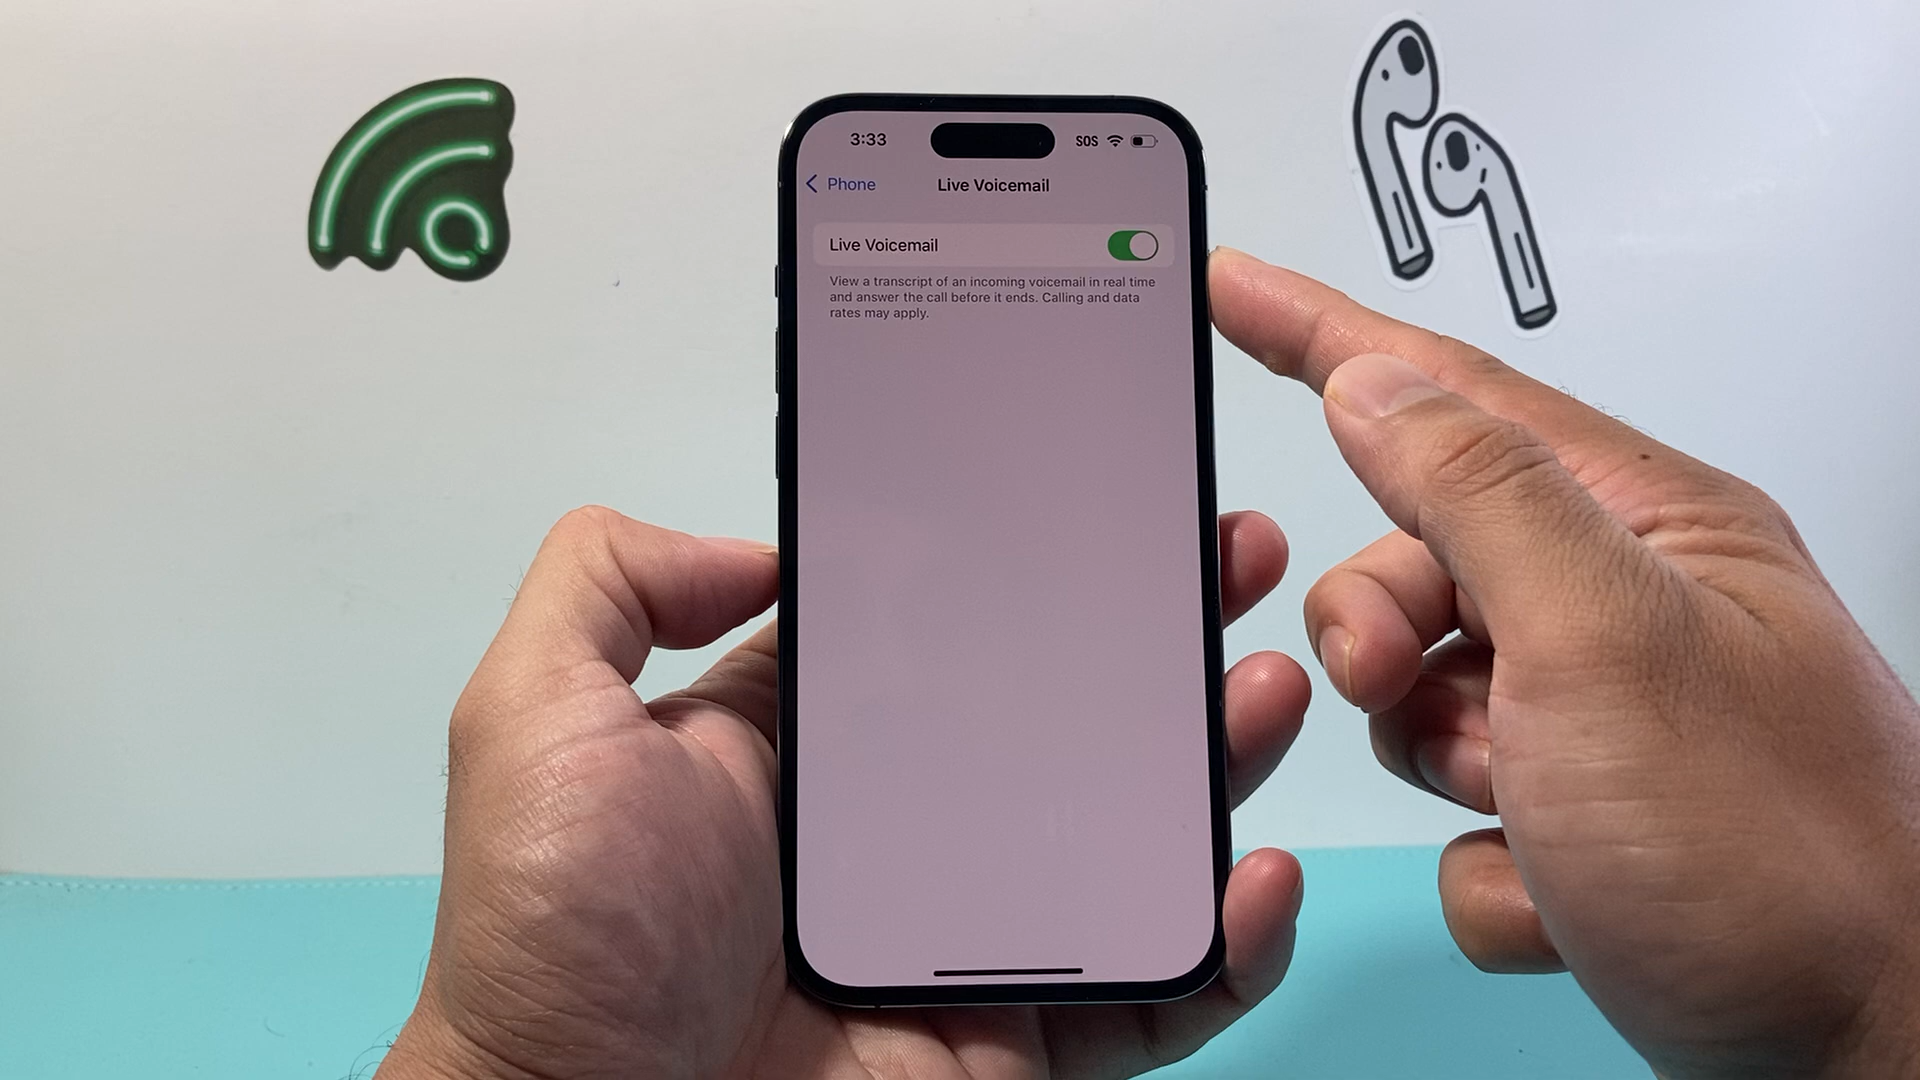 3:33
SOS
Phone
Live Voicemail
Live Voicemail
View a transcript of an incoming voicemail in real time
and answer the call before it ends. Calling and data
rates may apply.